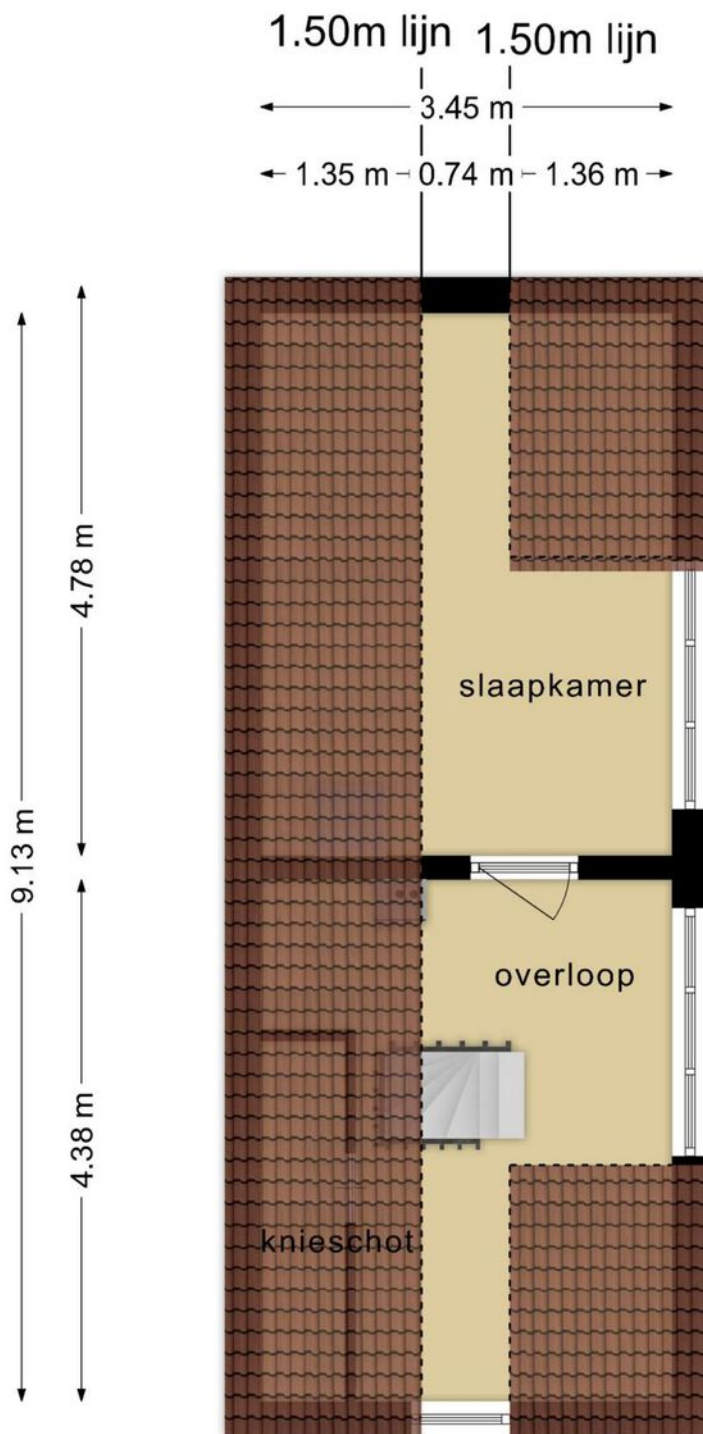 1.50m lijn 1.50m lijn
3.45 m
1.35 m 0.74 m 1.36 m
4.78 m
slaapkamer
9.13 m
overloop
4.38 m
knieschot